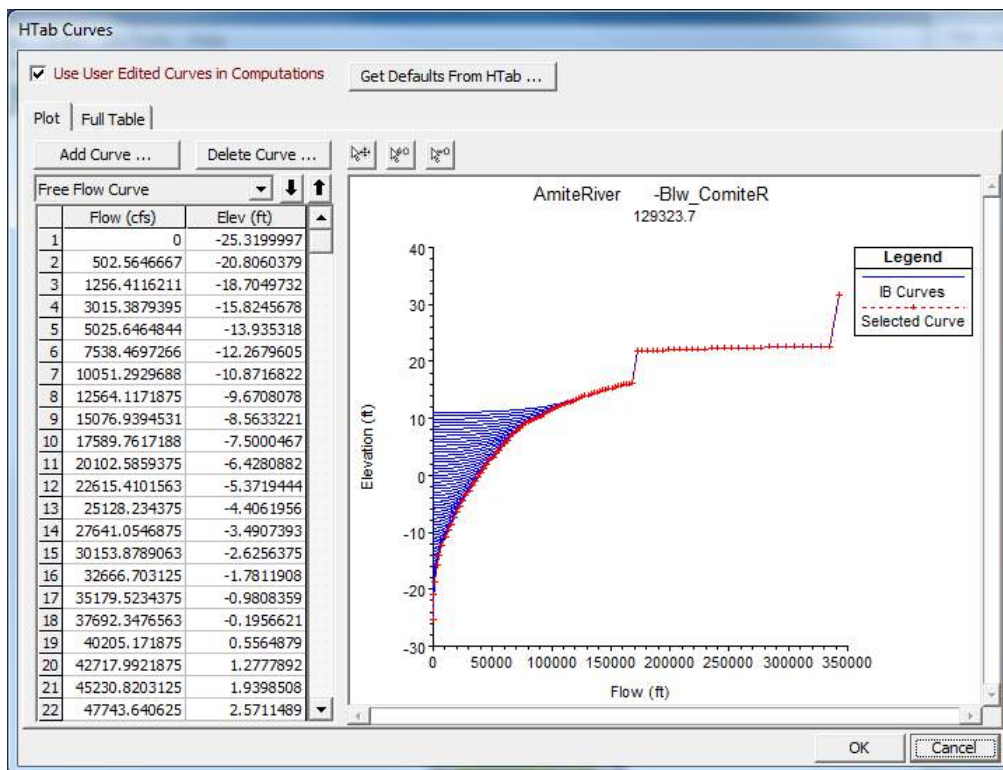 HTab Curves
Use User Edited Curves in Computations Get Defaults From HTab ...
Plot Full Table
Add Curve ... Delete Curve ...
Free Flow Curve
Flow (cfs) Elev (ft)
1 0 -25.3199997
2 502.5646667 -20.8060379
3 1256.4116211 -18.7049732
4 3015.3879395 -15.8245678
5 5025.6464844 -13.935318
6 7538.4697266 -12.2679605
7 10051.2929688 -10.8716822
8 12564.1171875 -9.6708078
9 15076.9394531 -8.5633221
10 17589.7617188 -7.5000467
11 20102.5859375 -6.4280882
12 22615.4101563 -5.3719444
13 25128.234375 -4.4061956
14 27641.0546875 -3.4907393
15 30153.8789063 -2.6256375
16 32666.703125 -1.7811908
17 35179.5234375 -0.9808359
18 37692.3476563 -0.1956621
19 40205.171875 0.5564879
20 42717.9921875 1.2777892
21 45230.8203125 1.9398508
22 47743.640625 2.5711489
AmiteRiver -Blw_ComiteR
129323.7
40
30
20
10
0
-10
-20
-30
Elevation (ft)
0 50000 100000 150000 200000 250000 300000 350000
Flow (ft)
Legend
IB Curves
Selected Curve
OK Cancel